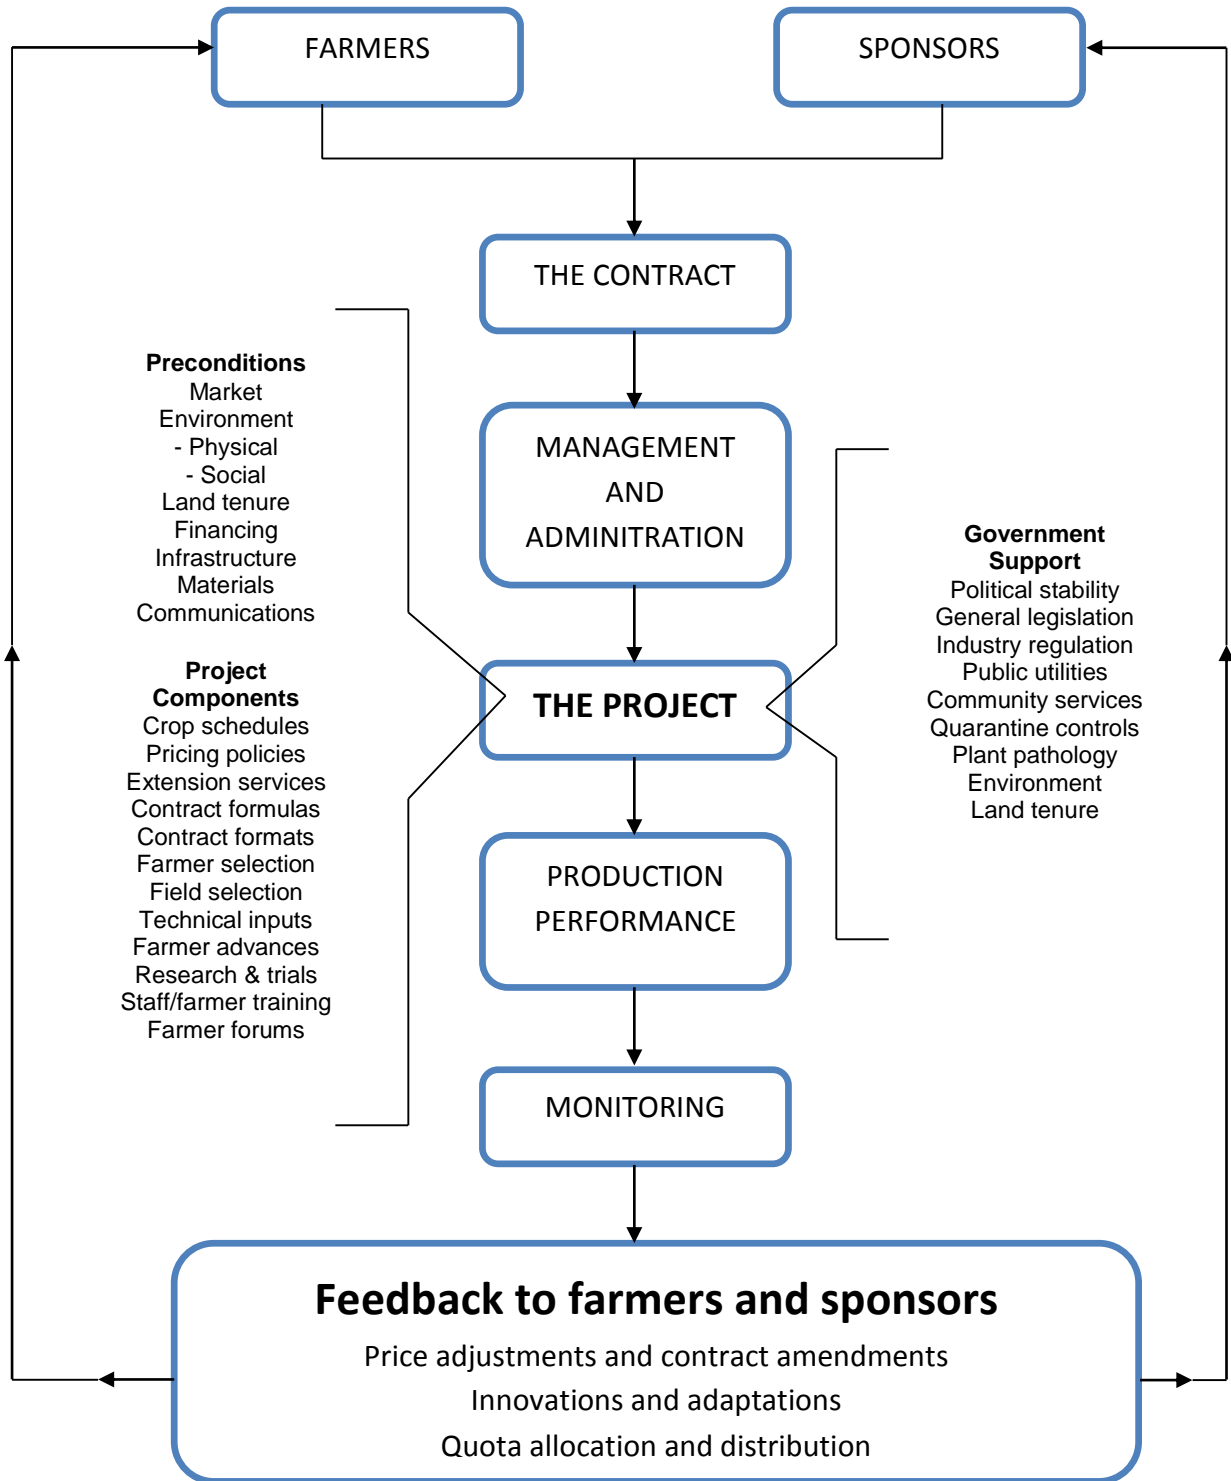 FARMERS
SPONSORS
THE CONTRACT
Preconditions
Market
Environment
- Physical
- Social
Land tenure
Financing
Infrastructure
Materials
Communications
Project
Components
Crop schedules
Pricing policies
Extension services
Contract formulas
Contract formats
Farmer selection
Field selection
Technical inputs
Farmer advances
Research & trials
Staff/farmer training
Farmer forums
MANAGEMENT
AND
ADMINITRATION
THE PROJECT
Government
Support
Political stability
General legislation
Industry regulation
Public utilities
Community services
Quarantine controls
Plant pathology
Environment
Land tenure
PRODUCTION
PERFORMANCE
MONITORING
Feedback to farmers and sponsors
Price adjustments and contract amendments
Innovations and adaptations
Quota allocation and distribution